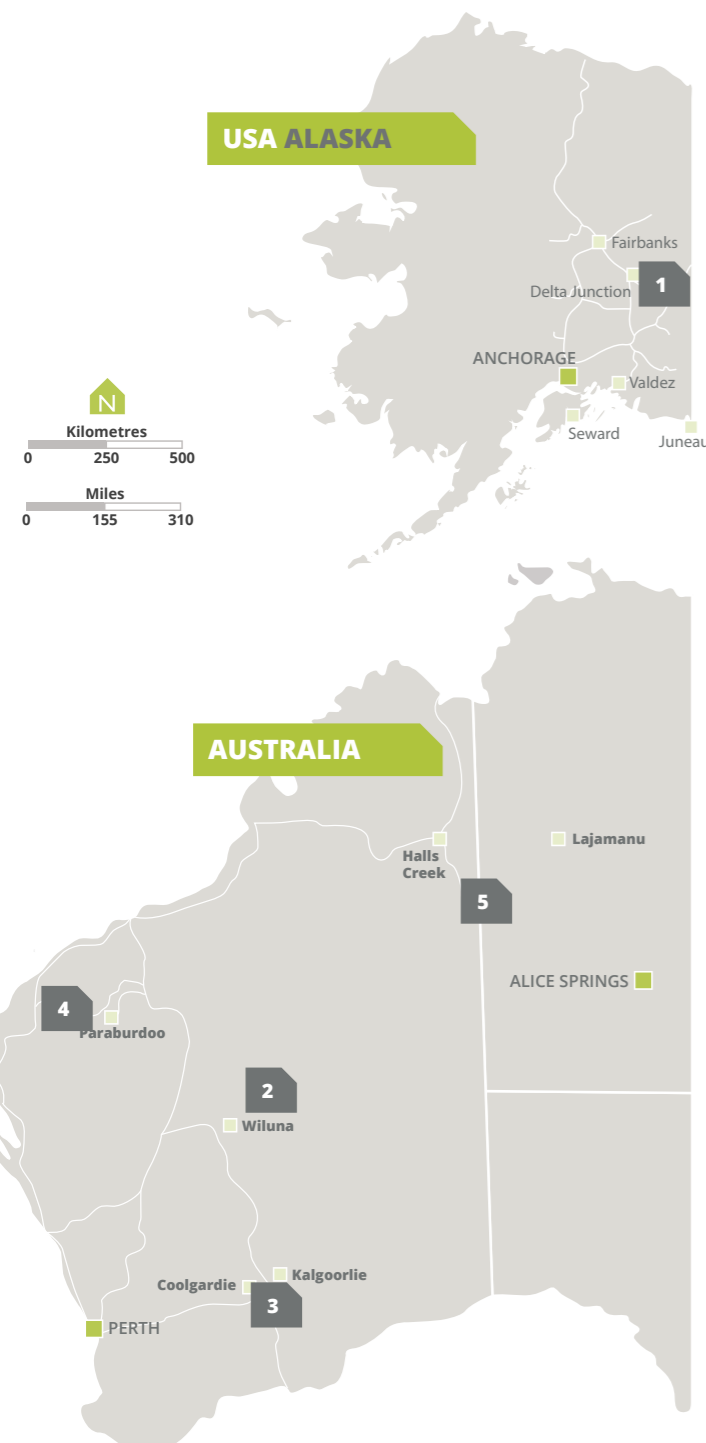 USA ALASKA
Fairbanks
Delta Junction
1
ANCHORAGE
Valdez
Seward
Juneau
N
Kilometres
0 250 500
Miles
0 155 310
AUSTRALIA
Halls
Creek
Lajamanu
5
ALICE SPRINGS
4
Paraburdoo
2
Wiluna
Kalgoorlie
Coolgardie
3
PERTH